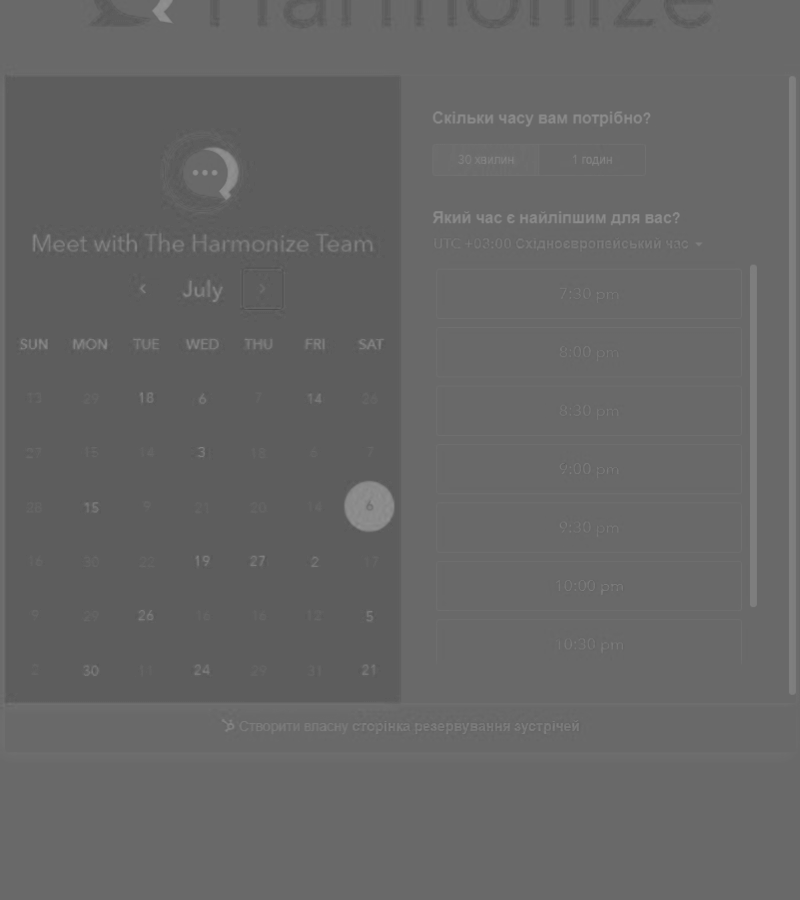 Harmonize
Meet with The Harmonize Team
July
SUN MON TUE WED THU FRI SAT
13 29 18 6 7 14 26
27 15 14 3 18 6 7
28 15 9 21 20 14 6
16 30 22 19 27 2 17
9 29 26 16 16 12 5
2 30 11 24 29 31 21
Скільки часу вам потрібно?
30 хвилин 1 годин
Який час є найліпшим для вас?
UTC +03:00 Східноєвропейський час
7:30 pm
8:00 pm
8:30 pm
9:00 pm
9:30 pm
10:00 pm
10:30 pm
Створити власну сторінка резервування зустрічей